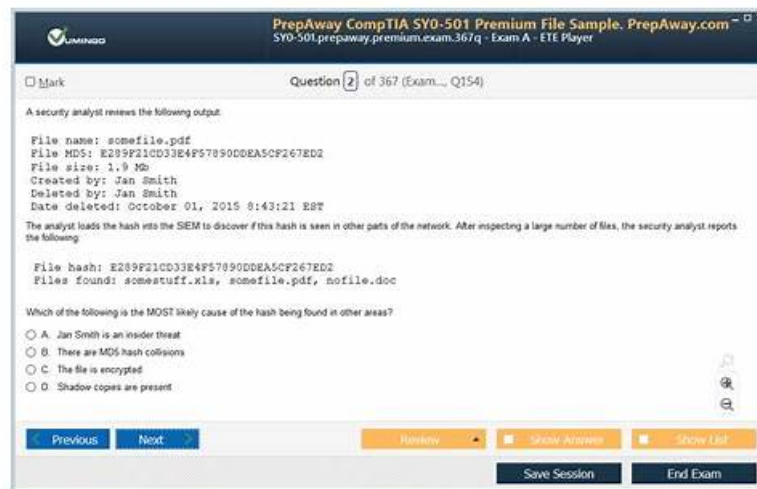 PrepAway CompTIA SY0-501 Premium File Sample. PrepAway.com
VUMINGO
SY0-501.prepaway.premium.exam.367q - Exam A - ETE Player
Mark
Question 2 of 367 (Exam..., Q154)
A security analyst reviews the following output:
File name: somefile.pdf
File MD5: E289F21CD33E4F57890DDEA5CF267ED2
File size: 1.9 Mb
Created by: Jan Smith
Deleted by: Jan Smith
Date deleted: October 01, 2015 8:43:21 EST
The analyst loads the hash into the SIEM to discover if this hash is seen in other parts of the network. After inspecting a large number of files, the security analyst reports
the following:
File hash: E289F21CD33E4F57890DDEA5CF267ED2
Files found: somestuff.xls, somefile.pdf, nofile.doc
Which of the following is the MOST likely cause of the hash being found in other areas?
A. Jan Smith is an insider threat
B. There are MD5 hash collisions
C. The file is encrypted
D. Shadow copies are present
Previous
Next
Review
Show Answer
Show List
Save Session
End Exam